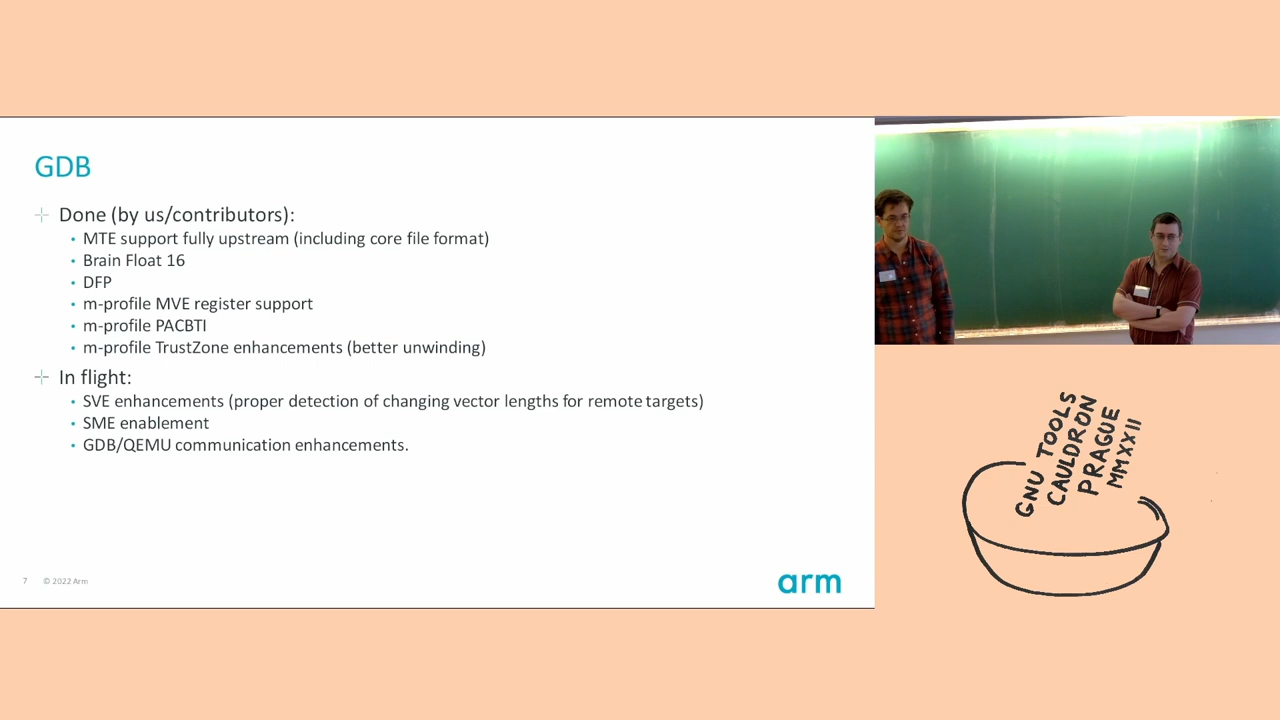 GDB
Done (by us/contributors):
MTE support fully upstream (including core file format)
Brain Float 16
DFP
m-profile MVE register support
m-profile PACBTI
m-profile TrustZone enhancements (better unwinding)
In flight:
SVE enhancements (proper detection of changing vector lengths for remote targets)
SME enablement
GDB/QEMU communication enhancements.
7 © 2022 Arm
arm
GNU TOOLS
CAULDRON
PRAGUE
MMXXII